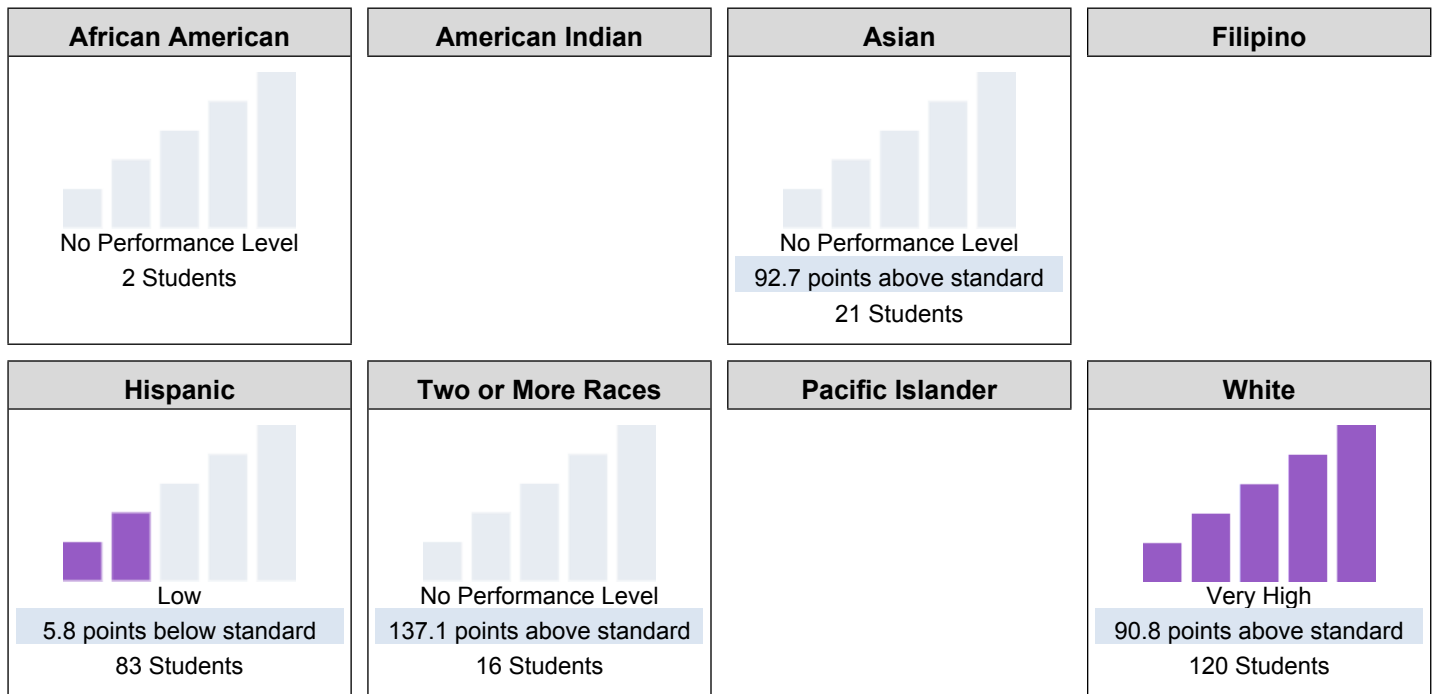 African American
American Indian
Asian
Filipino
No Performance Level
2 Students
No Performance Level
92.7 points above standard
21 Students
Hispanic
Two or More Races
Pacific Islander
White
Low
5.8 points below standard
83 Students
No Performance Level
137.1 points above standard
16 Students
Very High
90.8 points above standard
120 Students